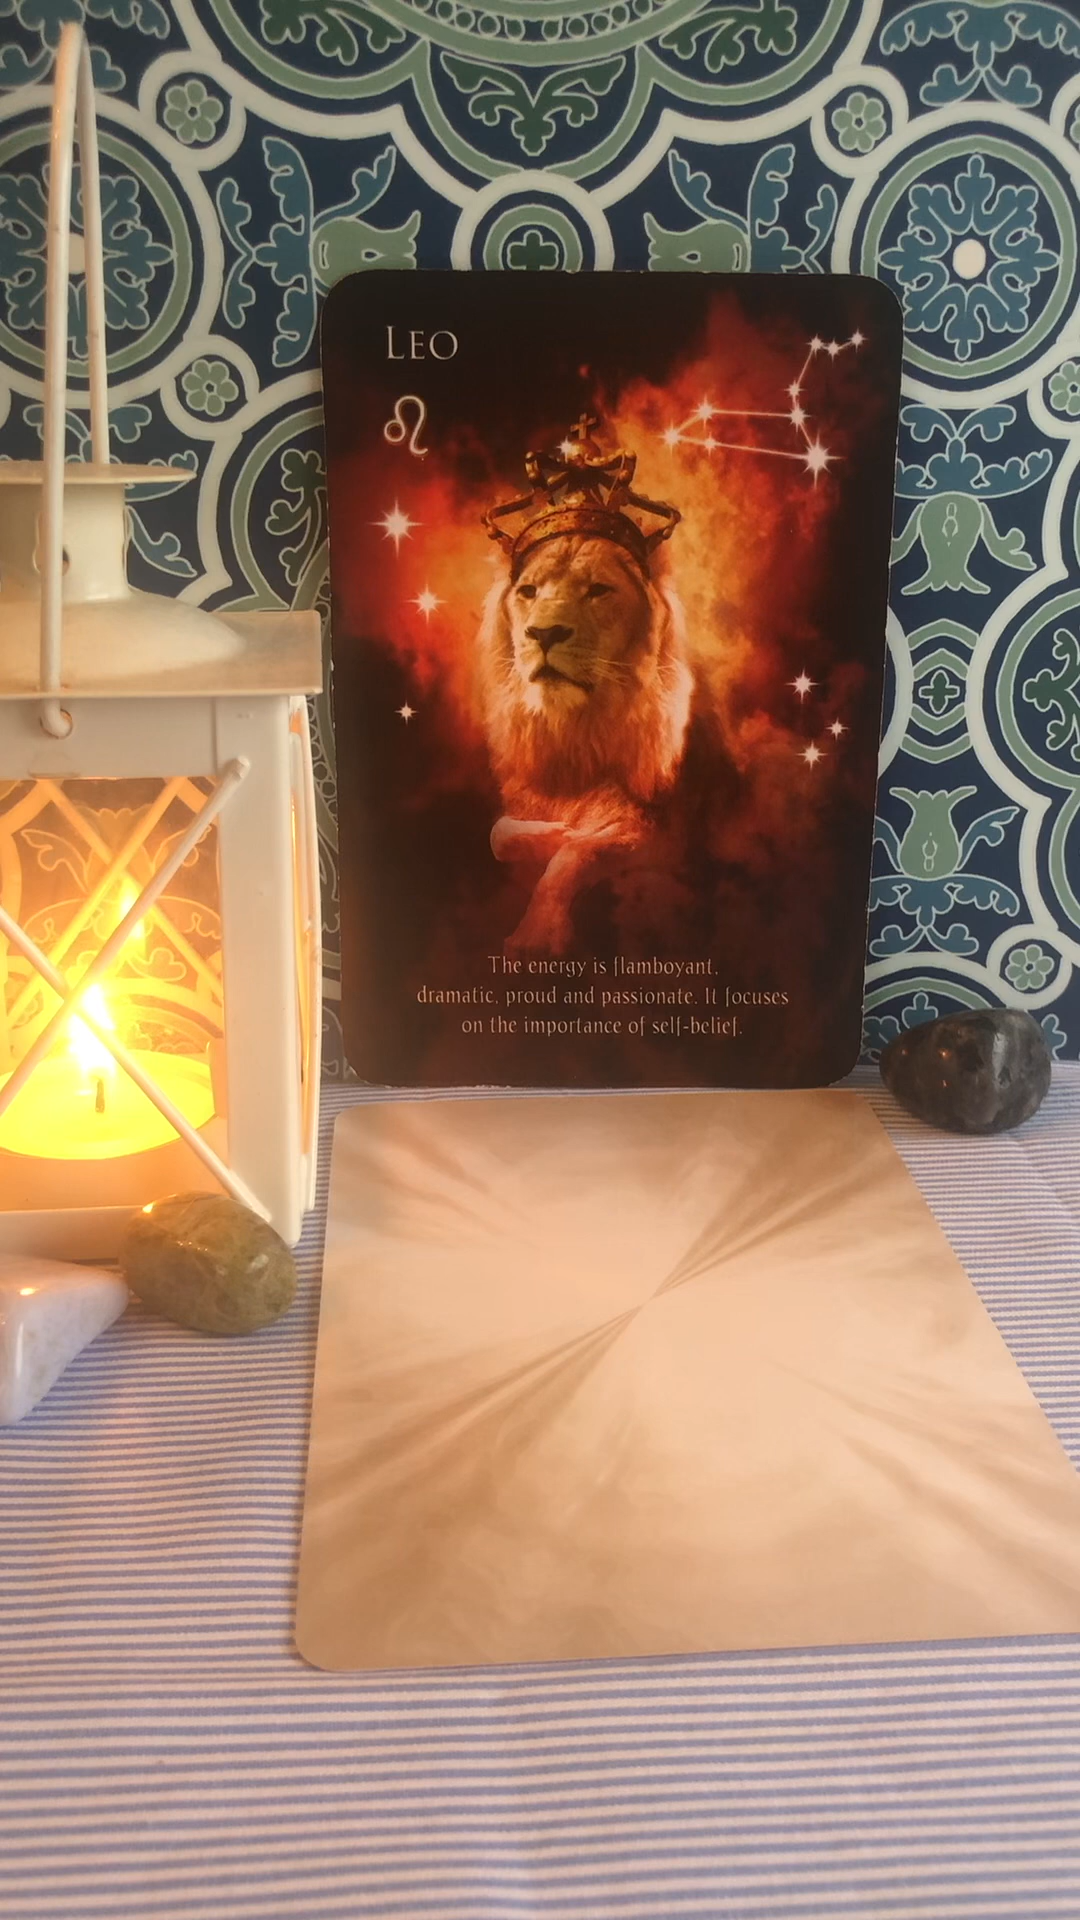 LEO
♌
The energy is flamboyant,
dramatic, proud and passionate. It focuses
on the importance of self-belief.